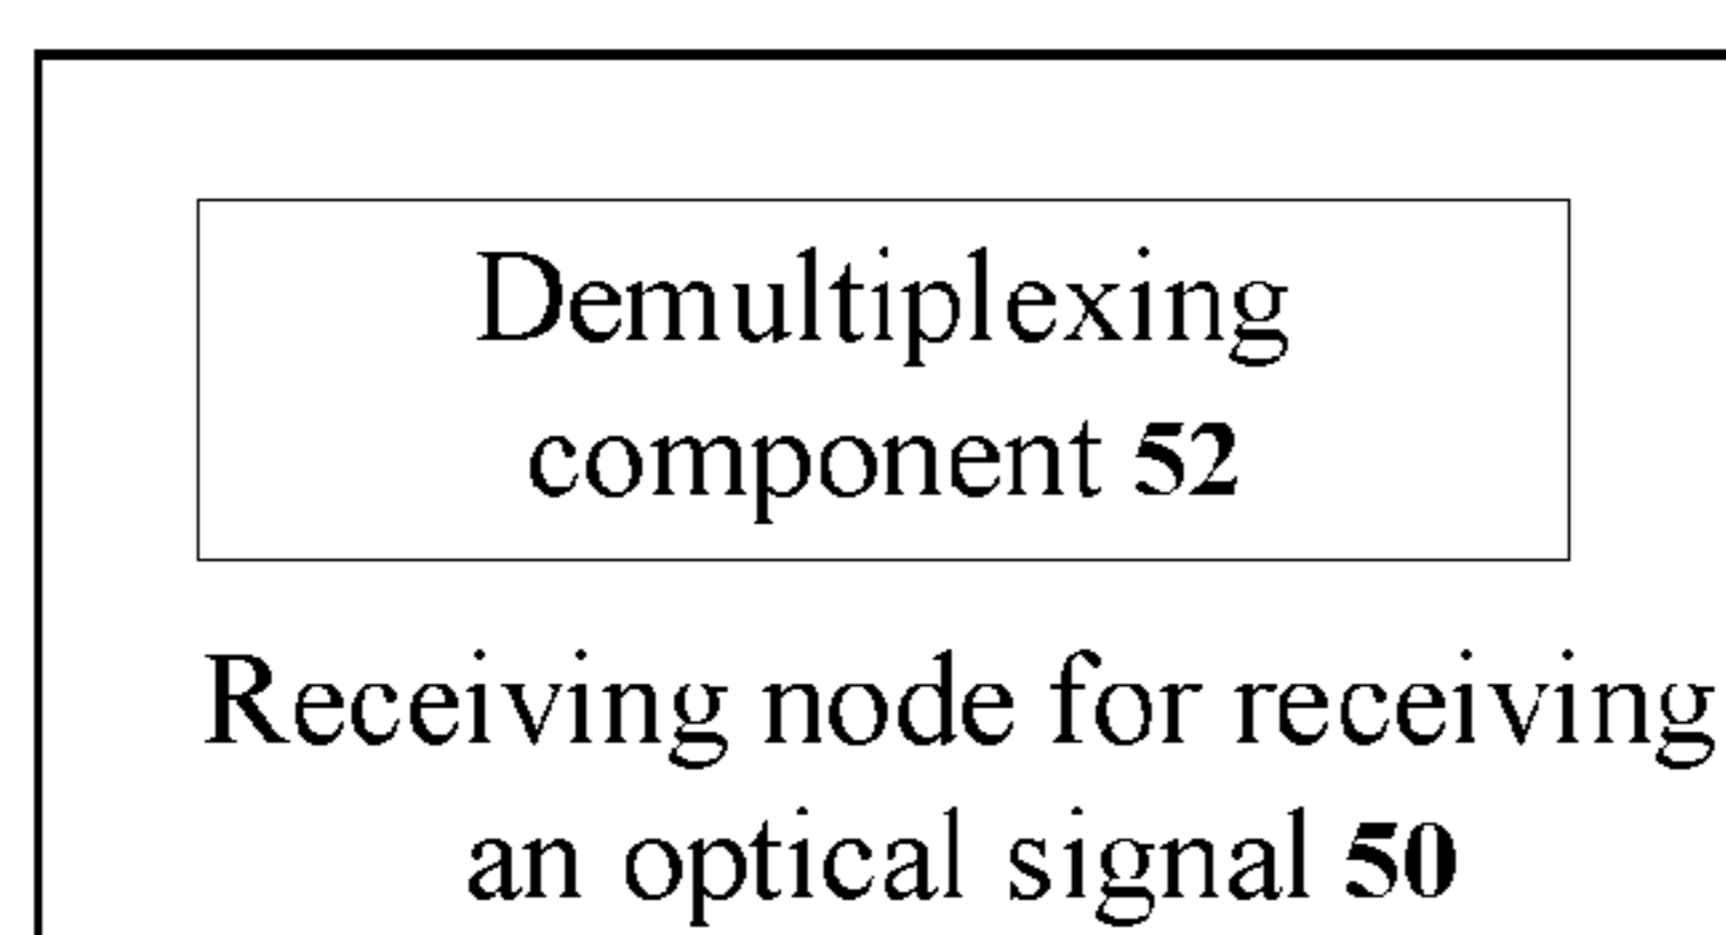 Demultiplexing
component 52
Receiving node for receiving
an optical signal 50